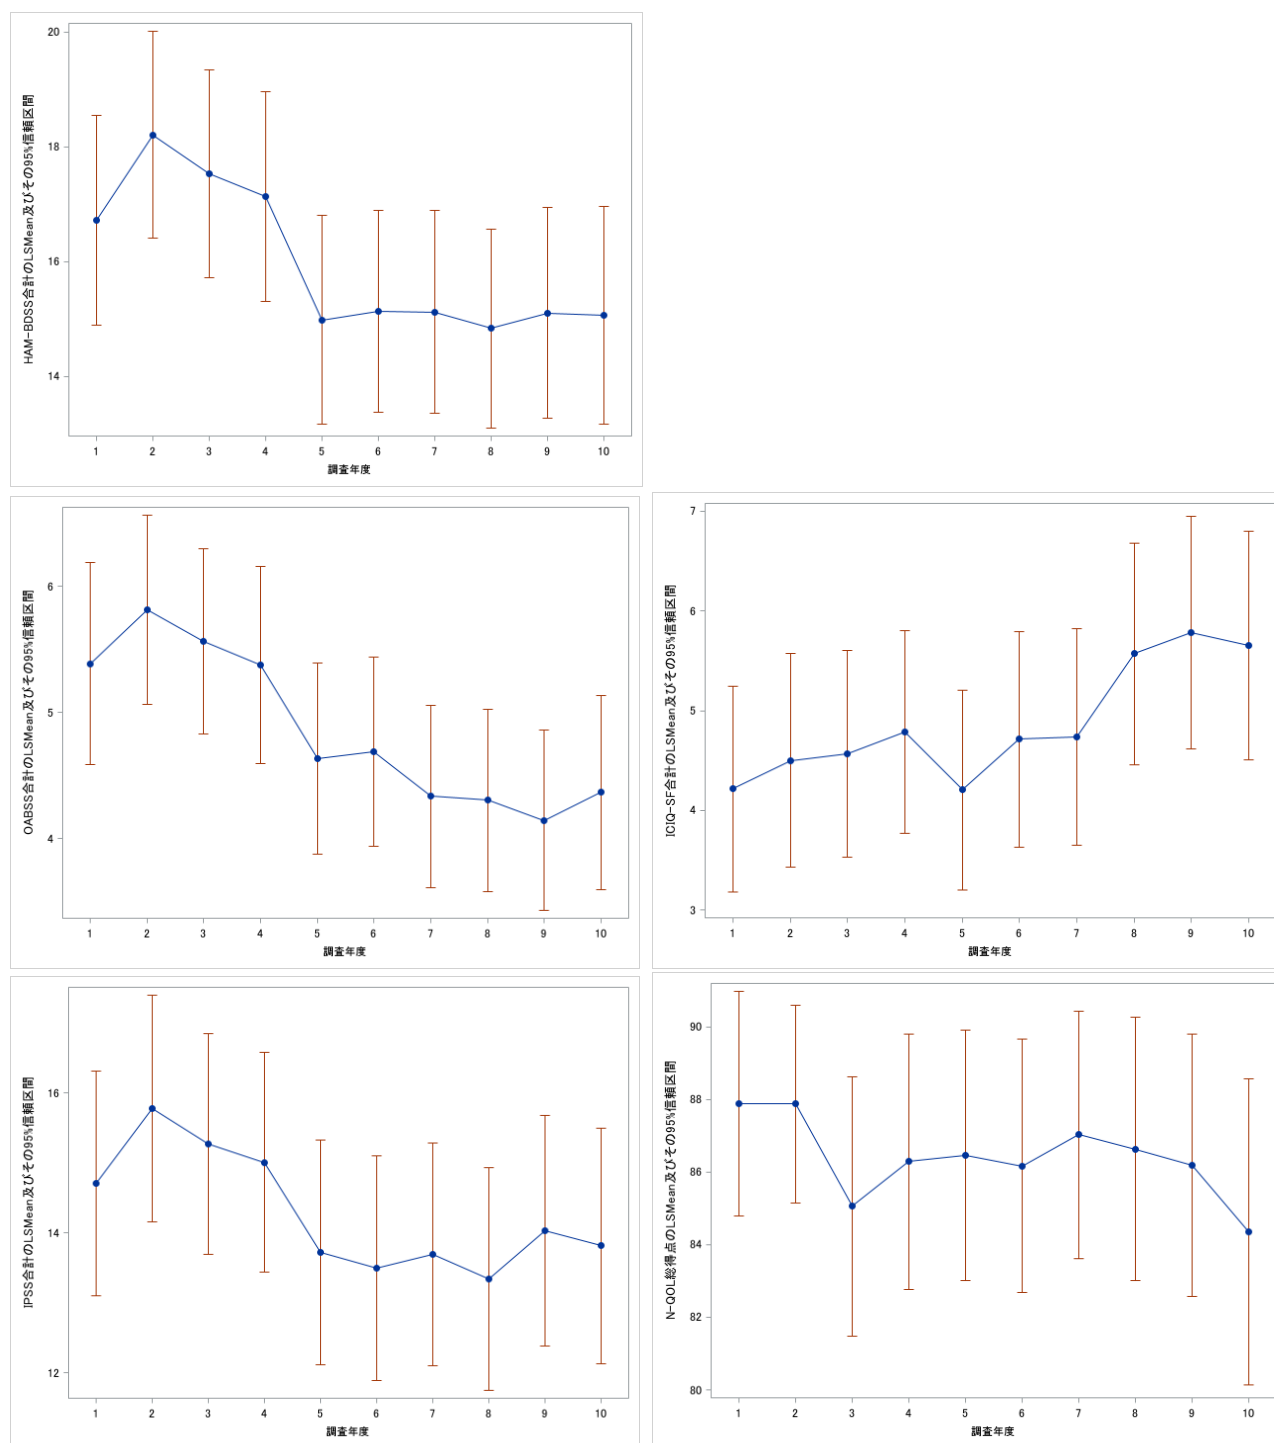 HAM-BDSS合計のLSMean及びその95%信頼区間
20
18
16
14
1 2 3 4 5 6 7 8 9 10
調査年度
OABSS合計のLSMean及びその95%信頼区間
6
5
4
1 2 3 4 5 6 7 8 9 10
調査年度
ICIQ-SF合計のLSMean及びその95%信頼区間
7
6
5
4
3
1 2 3 4 5 6 7 8 9 10
調査年度
IPSS合計のLSMean及びその95%信頼区間
16
14
12
1 2 3 4 5 6 7 8 9 10
調査年度
N-QOL総得点のLSMean及びその95%信頼区間
90
88
86
84
82
80
1 2 3 4 5 6 7 8 9 10
調査年度